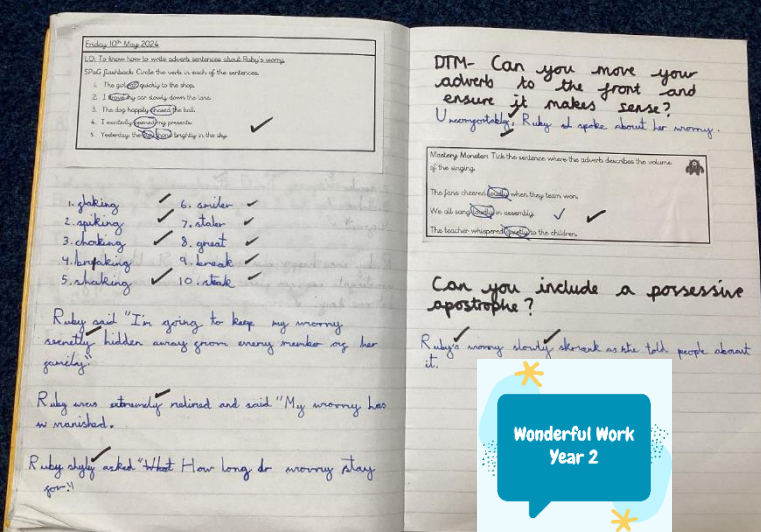 Friday 10th May 2024
LO: To know how to write adverb sentences about Ruby's worry.
SPaG flashback: Circle the verb in each of the sentences.
1. The girl ran quickly to the shop.
2. I drove my car slowly down the lane.
3. The dog happily chased the ball.
4. I excitedly opened my presents.
5. Yesterday, the sun shone brightly in the sky.
1. flaking
2. spiking
3. choking
4. breaking
5. shaking
6. smiler
7. staler
8. great
9. break
10. steak
Ruby said "I'm going to keep my worry
secretly hidden away from every membe of her
family."
Ruby was extremely relired and said "My worry has
vanished.
Ruby shyly asked "What How long do worry stay
for."
DTM- Can you move your
adverb to the front and
ensure it makes sense?
Uncomfortably, Ruby spoke about her worry.
Mastery Monster: Tick the sentence where the adverb describes the volume
of the singing.
The fans cheered loudly when they team won.
We all sang loudly in assembly.
The teacher whispered quietly to the children.
Can you include a possessive
apostrophe?
Ruby's worry slowly shrank as she told people about
it.
Wonderful Work
Year 2